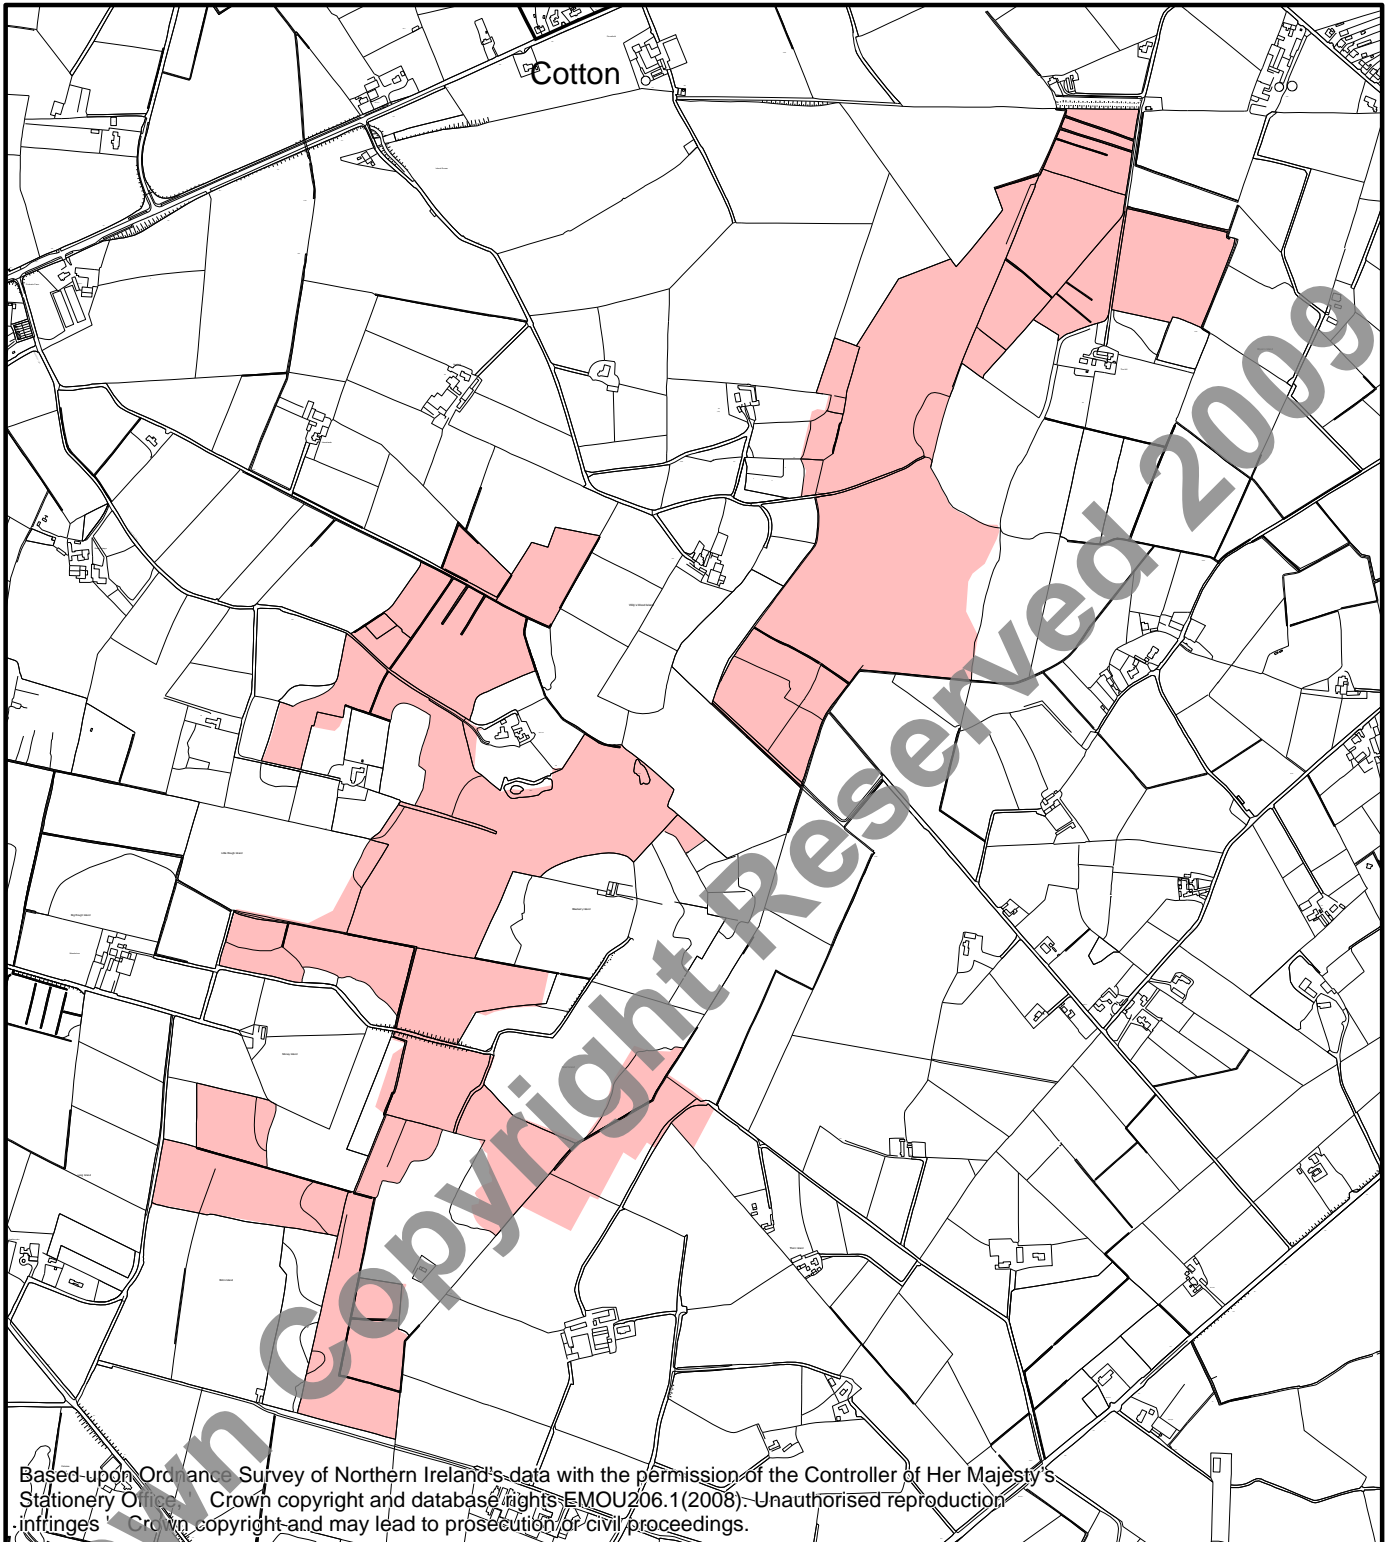 Cotton
wn Copyright Reserved 2009
Based upon Ordnance Survey of Northern Ireland's data with the permission of the Controller of Her Majesty's
Stationery Office, ' Crown copyright and database rights EMOU206.1(2008). Unauthorised reproduction
infringes ' Crown copyright and may lead to prosecution or civil proceedings.